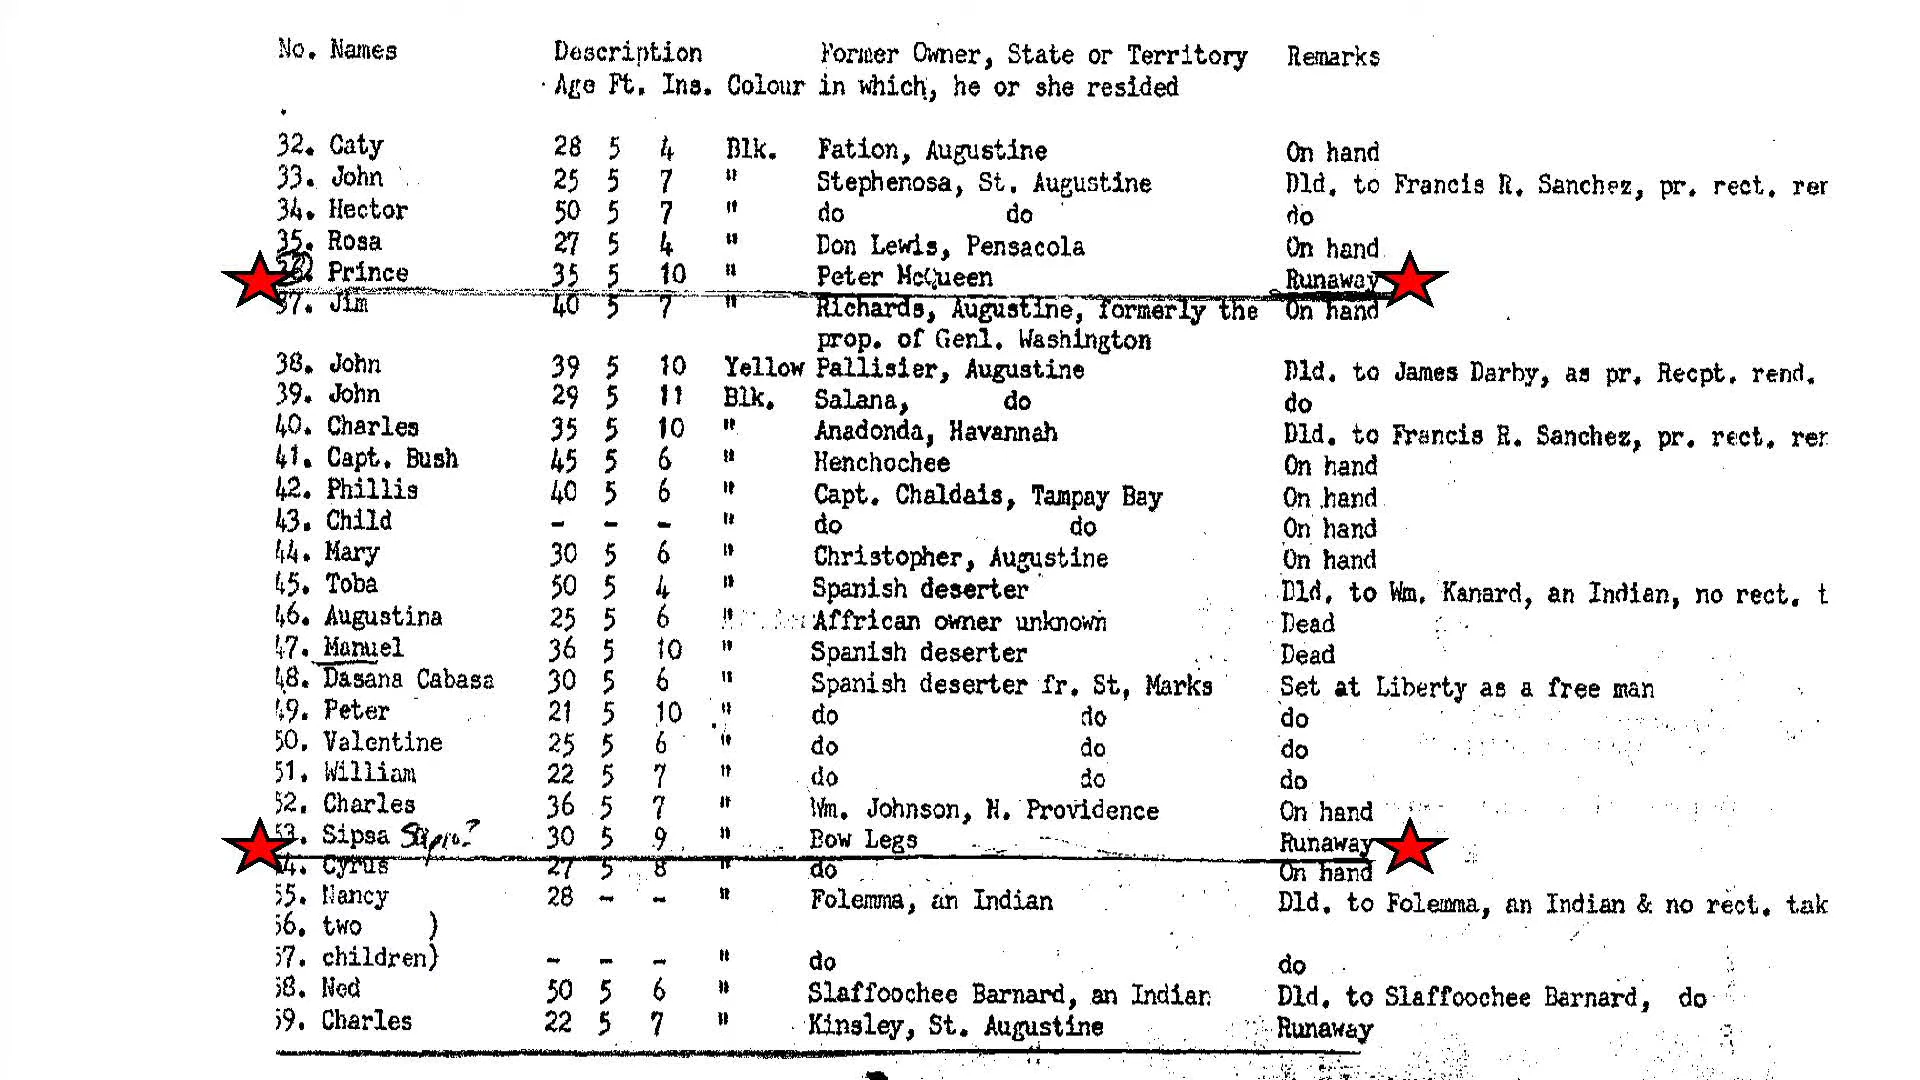 No. Names Description Former Owner, State or Territory Remarks
Age Ft. Ins. Colour in which, he or she resided
32. Caty 28 5 4 Blk. Fation, Augustine On hand
33. John 25 5 7 " Stephenosa, St. Augustine Dld. to Francis R. Sanchez, pr. rect. rer
34. Hector 50 5 7 " do do do
35. Rosa 27 5 4 " Don Lewis, Pensacola On hand
Prince 35 5 10 " Peter McQueen Runaway
37. Jim 40 5 7 " Richards, Augustine, formerly the On hand
prop. of Genl. Washington
38. John 39 5 10 Yellow Pallisier, Augustine Dld. to James Darby, as pr. Recpt. rend.
39. John 29 5 11 Blk. Salana, do do
40. Charles 35 5 10 " Anadonda, Havannah Dld. to Francis R. Sanchez, pr. rect. rer
41. Capt. Bush 45 5 6 " Henchochee On hand
42. Phillis 40 5 6 " Capt. Chaldais, Tampay Bay On hand
43. Child - - - " do do On hand
44. Mary 30 5 6 " Christopher, Augustine On hand
45. Toba 50 5 4 " Spanish deserter Dld. to Wm. Kanard, an Indian, no rect. t
46. Augustina 25 5 6 " Affrican owner unknown Dead
47. Manuel 36 5 10 " Spanish deserter Dead
48. Dasana Cabasa 30 5 6 " Spanish deserter fr. St, Marks Set at Liberty as a free man
49. Peter 21 5 10 " do do do
50. Valentine 25 5 6 " do do do
51. William 22 5 7 " do do do
52. Charles 36 5 7 " Wm. Johnson, N. Providence On hand
53. Sipsa 30 5 9 " Bow Legs Runaway
54. Cyrus 27 5 8 " do On hand
55. Nancy 28 - - " Folemma, an Indian Dld. to Folemma, an Indian & no rect. tak
56. two )
57. children) - - - " do do
58. Ned 50 5 6 " Slaffoochee Barnard, an Indian Dld. to Slaffoochee Barnard, do
59. Charles 22 5 7 " Kinsley, St. Augustine Runaway